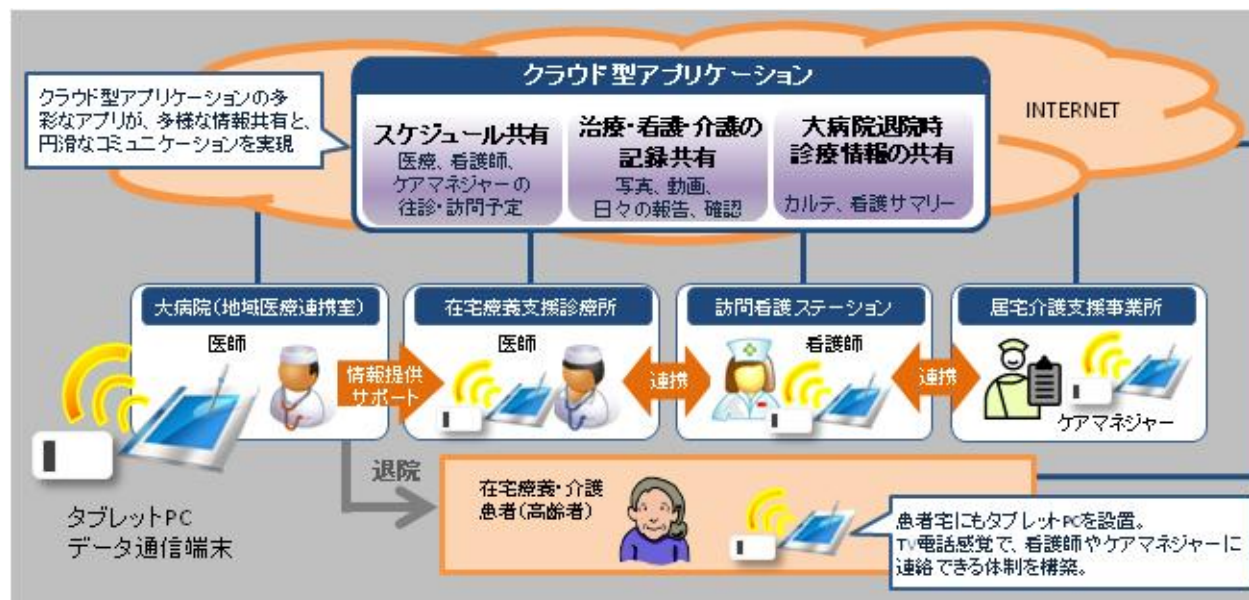 クラウド型アプリケーション
INTERNET
クラウド型アプリケーションの多
彩なアプリが、多様な情報共有と、
円滑なコミュニケーションを実現
スケジュール共有
医療、看護師、
ケアマネジャーの
往診・訪問予定
治療・看護・介護の
記録共有
写真、動画、
日々の報告、確認
大病院退院時
診療情報の共有
カルテ、看護サマリー
大病院(地域医療連携室)
医師
情報提供
サポート
在宅療養支援診療所
医師
連携
訪問看護ステーション
看護師
連携
居宅介護支援事業所
ケアマネジャー
退院
在宅療養・介護
患者(高齢者)
タブレットPC
データ通信端末
患者宅にもタブレットPCを設置。
TV電話感覚で、看護師やケアマネジャーに
連絡できる体制を構築。